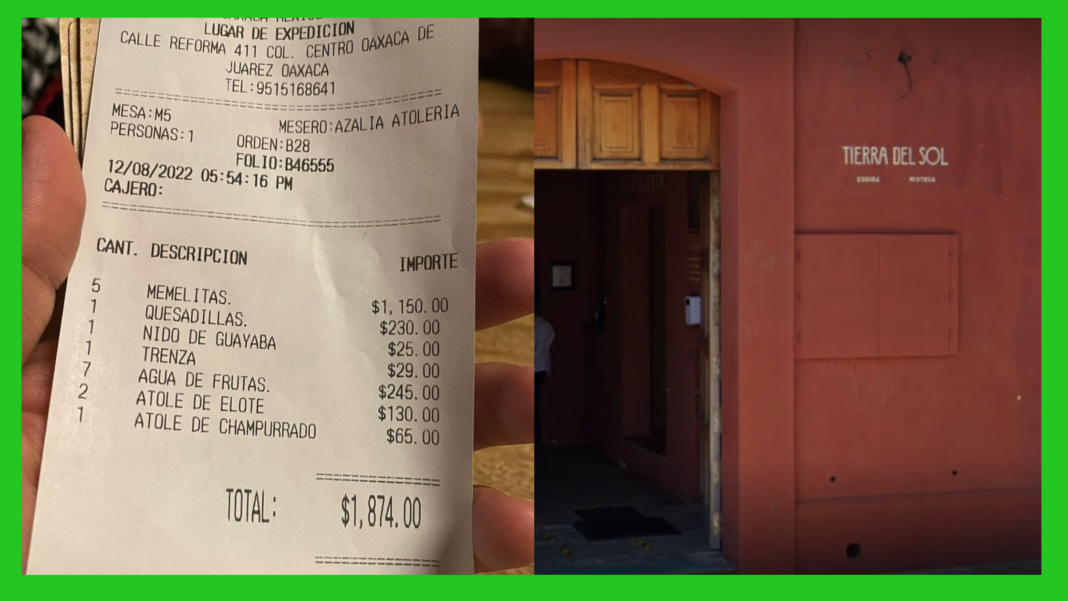 LUGAR DE EXPEDICION
CALLE REFORMA 411 COL. CENTRO OAXACA DE
JUAREZ OAXACA
TEL:9515168641
MESA:M5 MESERO:AZALIA ATOLERIA
PERSONAS:1 ORDEN:B28
FOLIO:B46555
12/08/2022 05:54:16 PM
CAJERO:
CANT. DESCRIPCION IMPORTE
5 MEMELITAS. $1,150.00
1 QUESADILLAS. $230.00
1 NIDO DE GUAYABA $25.00
1 TRENZA $29.00
7 AGUA DE FRUTAS. $245.00
2 ATOLE DE ELOTE $130.00
1 ATOLE DE CHAMPURRADO $65.00
TOTAL: $1,874.00
TIERRA DEL SOL
COCINA MIXTECA